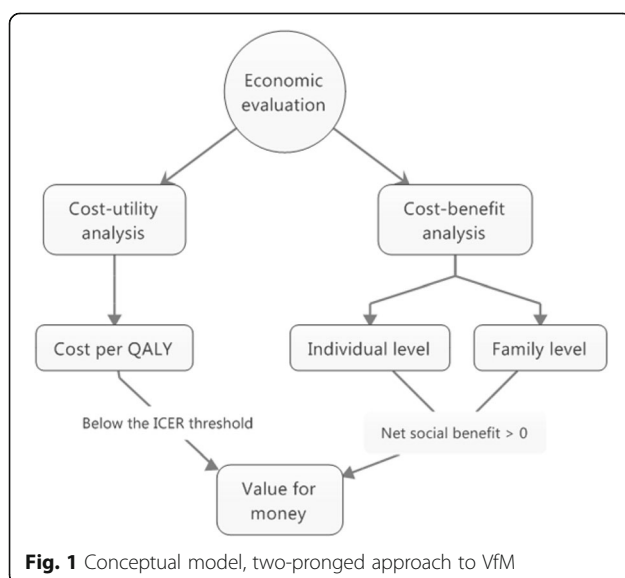 Economic
evaluation
Cost-utility
analysis
Cost-benefit
analysis
Cost per QALY
Individual level
Family level
Below the ICER threshold
Net social benefit > 0
Value for
money
Fig. 1 Conceptual model, two-pronged approach to VfM